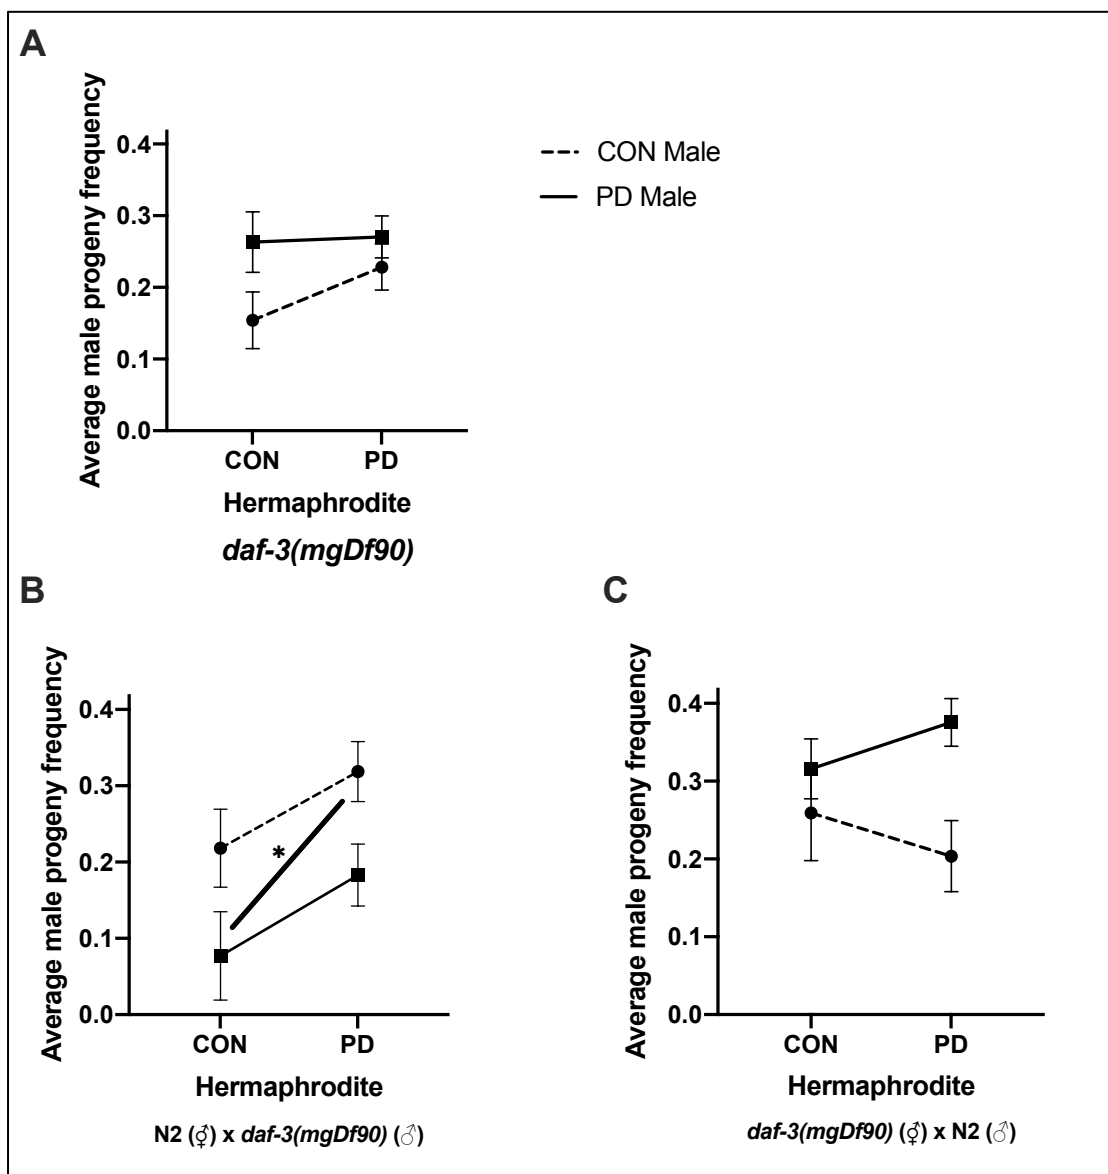 A
Average male progeny frequency
0.4
0.3
0.2
0.1
0.0
CON PD
Hermaphrodite
daf-3(mgDf90)
CON Male
PD Male
B
Average male progeny frequency
0.4
0.3
0.2
0.1
0.0
*
CON PD
Hermaphrodite
N2 (⚥) x daf-3(mgDf90) (♂)
C
Average male progeny frequency
0.4
0.3
0.2
0.1
0.0
CON PD
Hermaphrodite
daf-3(mgDf90) (⚥) x N2 (♂)